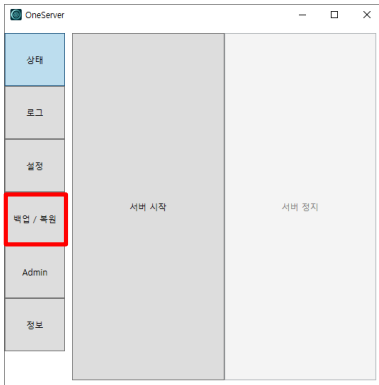 OneServer
상태
로그
설정
백업 / 복원
Admin
정보
서버 시작
서버 정지